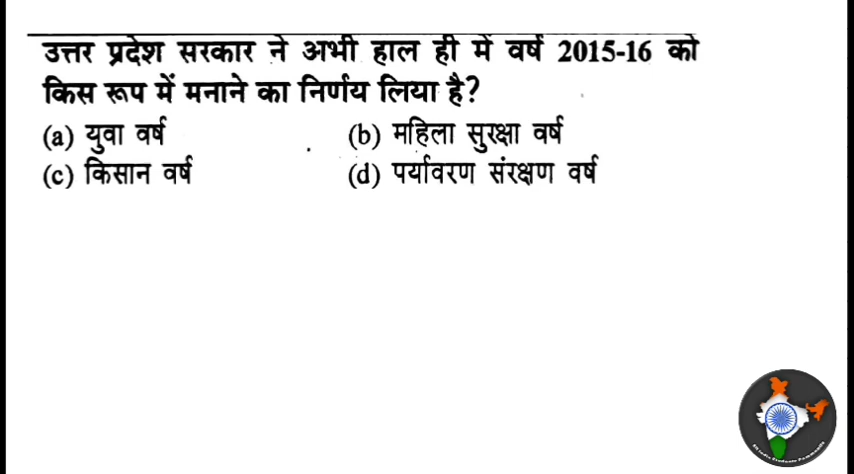 उत्तर प्रदेश सरकार ने अभी हाल ही में वर्ष 2015-16 को
किस रूप में मनाने का निर्णय लिया है?
(a) युवा वर्ष (b) महिला सुरक्षा वर्ष
(c) किसान वर्ष (d) पर्यावरण संरक्षण वर्ष